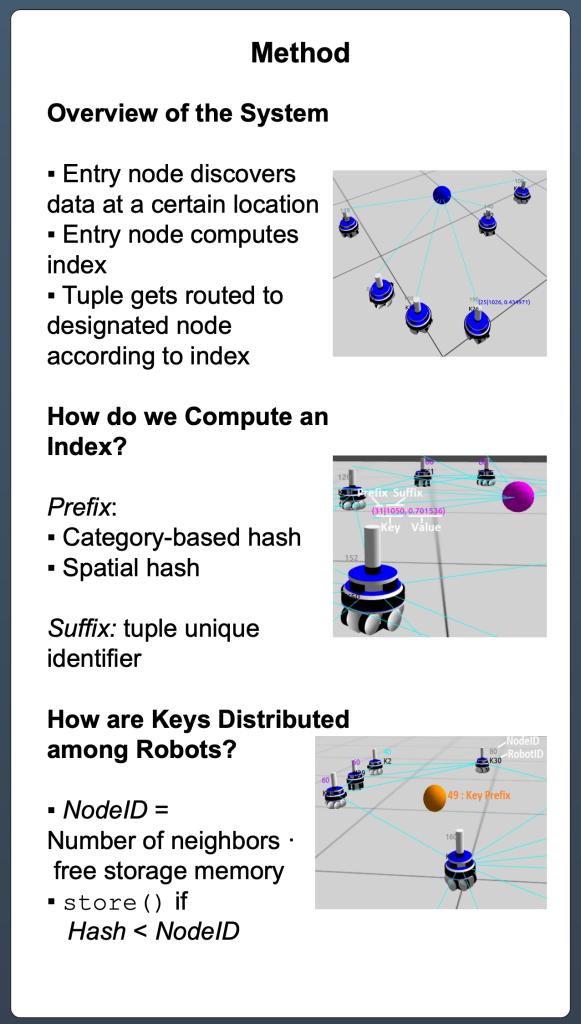 Method
Overview of the System
▪ Entry node discovers
data at a certain location
▪ Entry node computes
index
▪ Tuple gets routed to
designated node
according to index
(25|1026, 0.434971)
How do we Compute an
Index?
Prefix:
▪ Category-based hash
▪ Spatial hash
Suffix: tuple unique
identifier
Prefix Suffix
(31|1050, 0.701536)
Key Value
152
How are Keys Distributed
among Robots?
▪ NodeID =
Number of neighbors ·
free storage memory
▪ store() if
Hash < NodeID
NodeID
80
RobotID
K30
40
K2
50
60
49 : Key Prefix